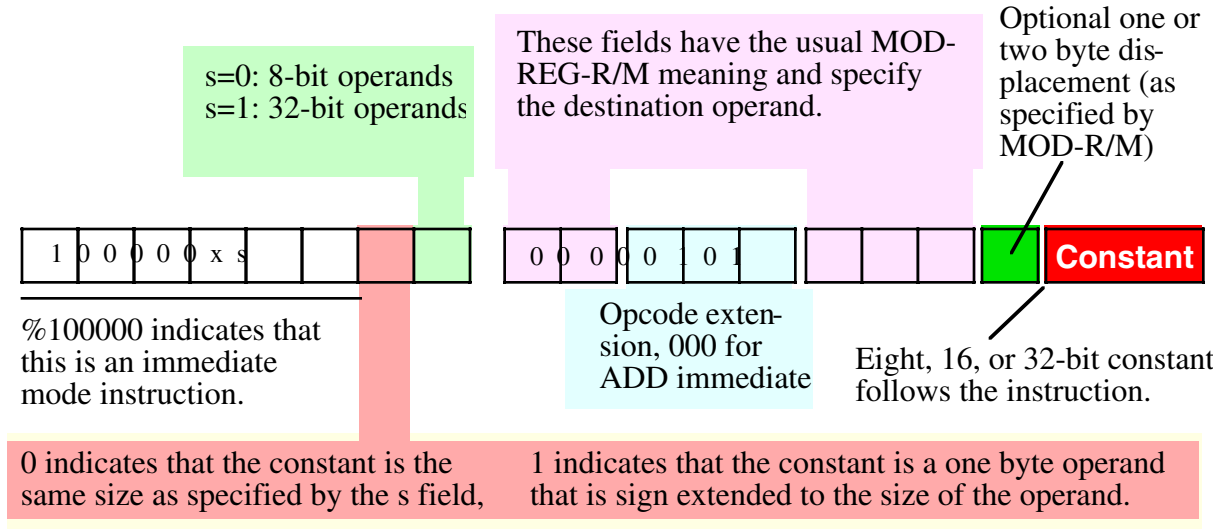 s=0: 8-bit operands
s=1: 32-bit operands
These fields have the usual MOD-
REG-R/M meaning and specify
the destination operand.
Optional one or
two byte dis-
placement (as
specified by
MOD-R/M)
1 0 0 0 0 0 x s
0 0 0 0 0 1 0 1
Constant
%100000 indicates that
this is an immediate
mode instruction.
Opcode exten-
sion, 000 for
ADD immediate
Eight, 16, or 32-bit constant
follows the instruction.
0 indicates that the constant is the
same size as specified by the s field,
1 indicates that the constant is a one byte operand
that is sign extended to the size of the operand.